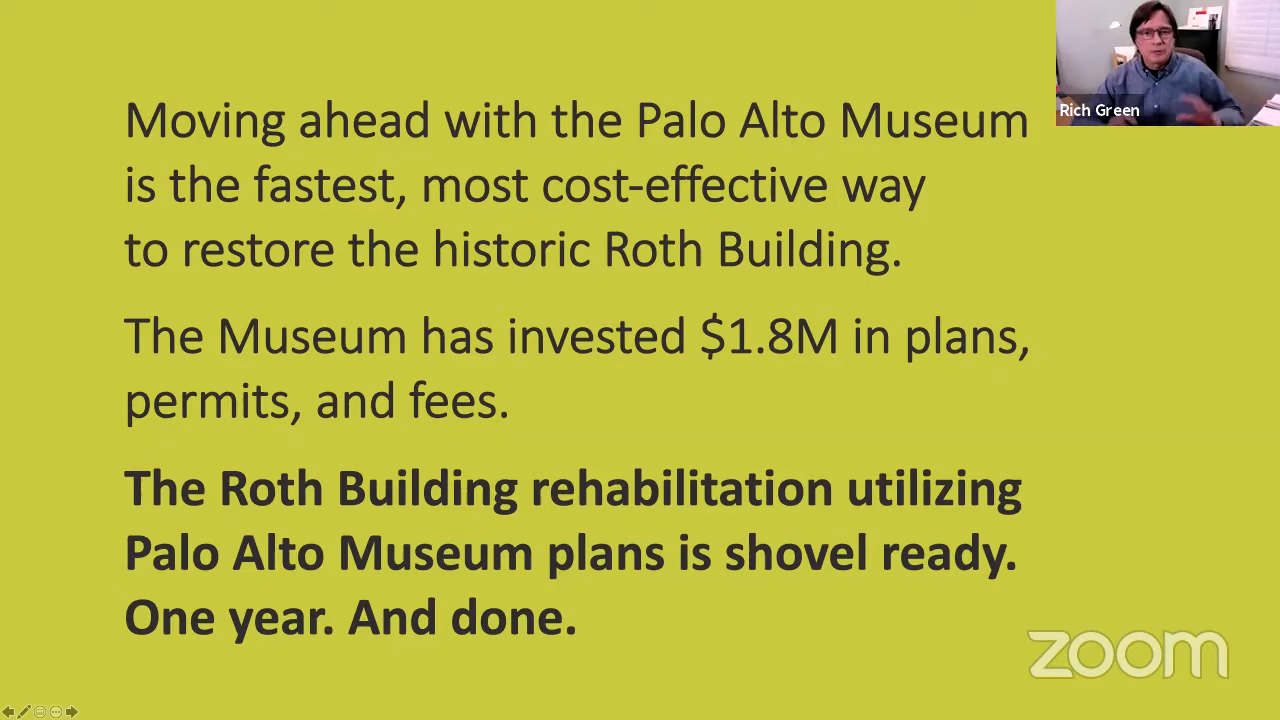 Moving ahead with the Palo Alto Museum
is the fastest, most cost-effective way
to restore the historic Roth Building.
The Museum has invested $1.8M in plans,
permits, and fees.
The Roth Building rehabilitation utilizing
Palo Alto Museum plans is shovel ready.
One year. And done.
Rich Green
zoom